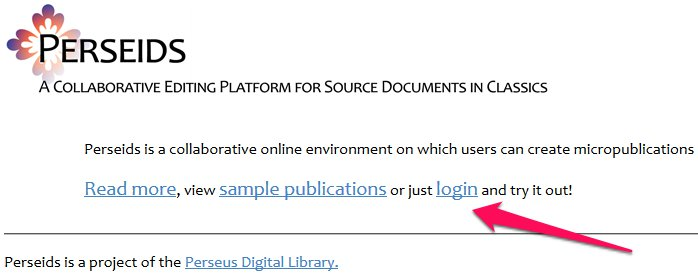 PERSEIDS
A COLLABORATIVE EDITING PLATFORM FOR SOURCE DOCUMENTS IN CLASSICS
Perseids is a collaborative online environment on which users can create micropublications
Read more, view sample publications or just login and try it out!
Perseids is a project of the Perseus Digital Library.